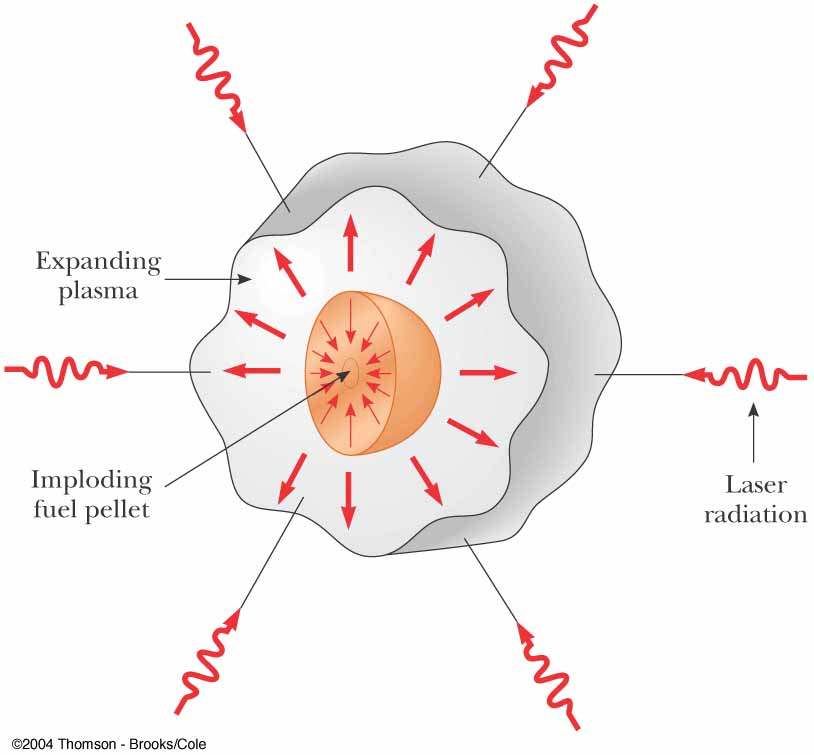 Expanding
plasma
Imploding
fuel pellet
Laser
radiation
©2004 Thomson - Brooks/Cole